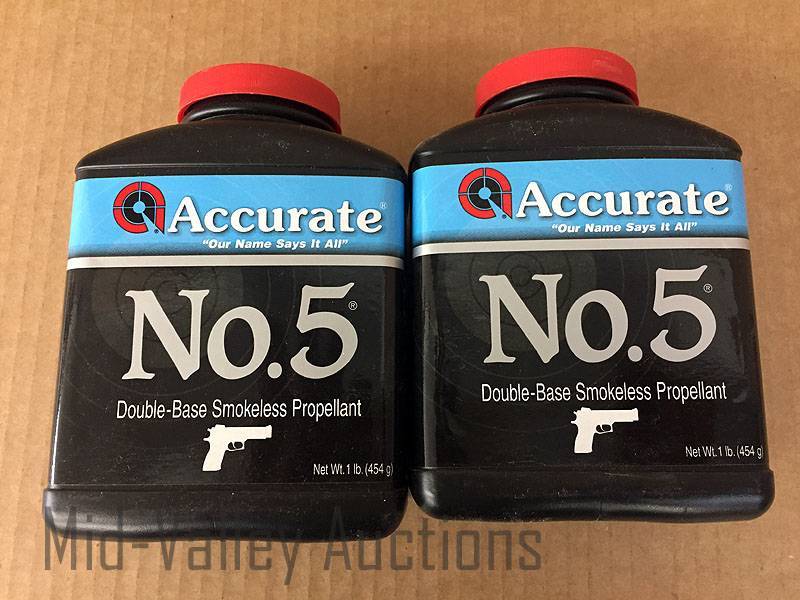 Accurate®
"Our Name Says It All"
No.5®
Double-Base Smokeless Propellant
Net Wt. 1 lb. (454 g)
Accurate®
"Our Name Says It All"
No.5®
Double-Base Smokeless Propellant
Net Wt. 1 lb. (454 g)
Mid-Valley Auctions